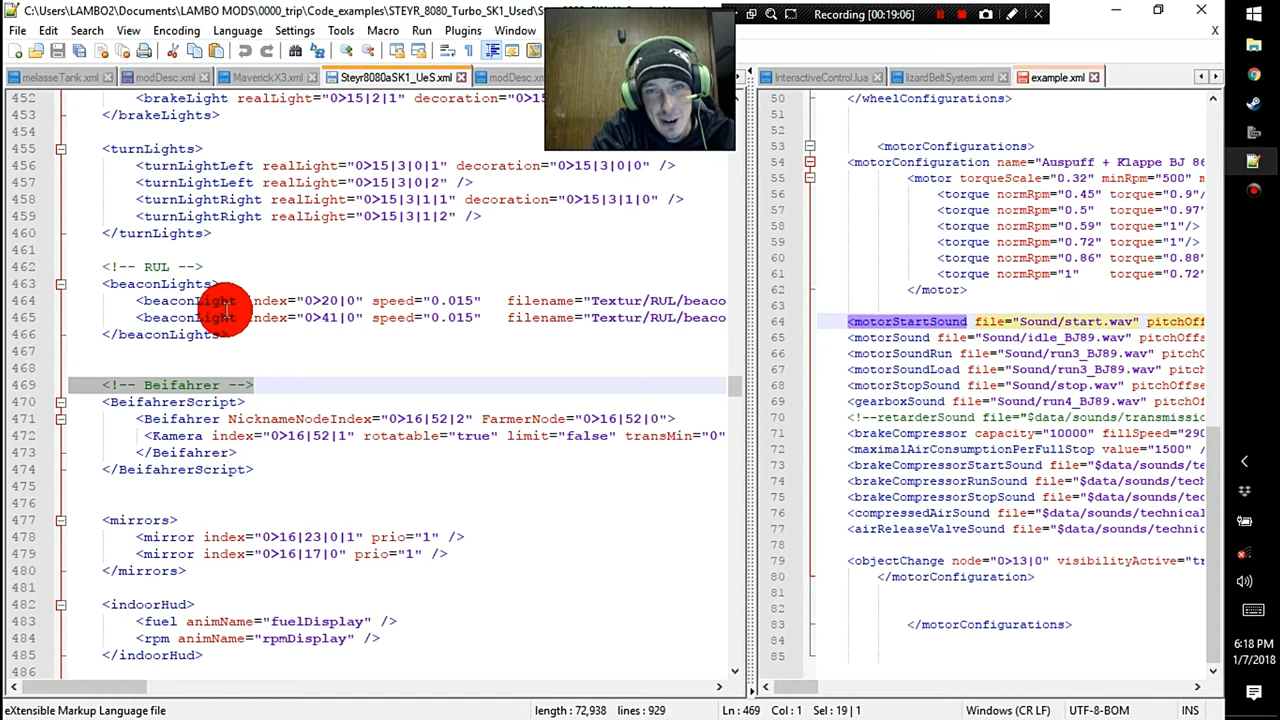 C:\Users\LAMBO2\Documents\LAMBO MODS\0000_trip\Code_examples\STEYR_8080_Turbo_SK1_Used\Steyr8080aSK1_UeS.xml
Recording [00:19:06]
File Edit Search View Encoding Language Settings Tools Macro Run Plugins Window
melasseTank.xml modDesc.xml MaverickX3.xml Steyr8080aSK1_UeS.xml modDesc.xml
InteractiveControl.lua lizardBeltSystem.xml example.xml
452 <brakeLight realLight="0>15|2|1" decoration="0>15
453 </brakeLights>
454
455 <turnLights>
456 <turnLightLeft realLight="0>15|3|0|1" decoration="0>15|3|0|0" />
457 <turnLightLeft realLight="0>15|3|0|2" />
458 <turnLightRight realLight="0>15|3|1|1" decoration="0>15|3|1|0" />
459 <turnLightRight realLight="0>15|3|1|2" />
460 </turnLights>
461
462 <!-- RUL -->
463 <beaconLights>
464 <beaconLight index="0>20|0" speed="0.015" filename="Textur/RUL/beaco
465 <beaconLight index="0>41|0" speed="0.015" filename="Textur/RUL/beaco
466 </beaconLights>
467
468
469 <!-- Beifahrer -->
470 <BeifahrerScript>
471 <Beifahrer NicknameNodeIndex="0>16|52|2" FarmerNode="0>16|52|0">
472 <Kamera index="0>16|52|1" rotatable="true" limit="false" transMin="0"
473 </Beifahrer>
474 </BeifahrerScript>
475
476
477 <mirrors>
478 <mirror index="0>16|23|0|1" prio="1" />
479 <mirror index="0>16|17|0" prio="1" />
480 </mirrors>
481
482 <indoorHud>
483 <fuel animName="fuelDisplay" />
484 <rpm animName="rpmDisplay" />
485 </indoorHud>
486
50 </wheelConfigurations>
51
52
53 <motorConfigurations>
54 <motorConfiguration name="Auspuff + Klappe BJ 86
55 <motor torqueScale="0.32" minRpm="500"
56 <torque normRpm="0.45" torque="0.9"/
57 <torque normRpm="0.5" torque="0.97
58 <torque normRpm="0.59" torque="1"/>
59 <torque normRpm="0.72" torque="1"/>
60 <torque normRpm="0.86" torque="0.88
61 <torque normRpm="1" torque="0.72"
62 </motor>
63
64 <motorStartSound file="Sound/start.wav" pitchOff
65 <motorSound file="Sound/idle_BJ89.wav" pitchOffs
66 <motorSoundRun file="Sound/run3_BJ89.wav" pitchO
67 <motorSoundLoad file="Sound/run3_BJ89.wav" pitch
68 <motorStopSound file="Sound/stop.wav" pitchOffse
69 <gearboxSound file="Sound/run4_BJ89.wav" pitchOf
70 <!--retarderSound file="$data/sounds/transmissio
71 <brakeCompressor capacity="10000" fillSpeed="290
72 <maximalAirConsumptionPerFullStop value="1500" /
73 <brakeCompressorStartSound file="$data/sounds/te
74 <brakeCompressorRunSound file="$data/sounds/tech
75 <brakeCompressorStopSound file="$data/sounds/tec
76 <compressedAirSound file="$data/sounds/technical
77 <airReleaseValveSound file="$data/sounds/technic
78
79 <objectChange node="0>13|0" visibilityActive="tr
80 </motorConfiguration>
81
82
83 </motorConfigurations>
84
85
6:18 PM
1/7/2018
eXtensible Markup Language file length : 72,938 lines : 929 Ln : 469 Col : 1 Sel : 19 | 1 Windows (CR LF) UTF-8-BOM INS